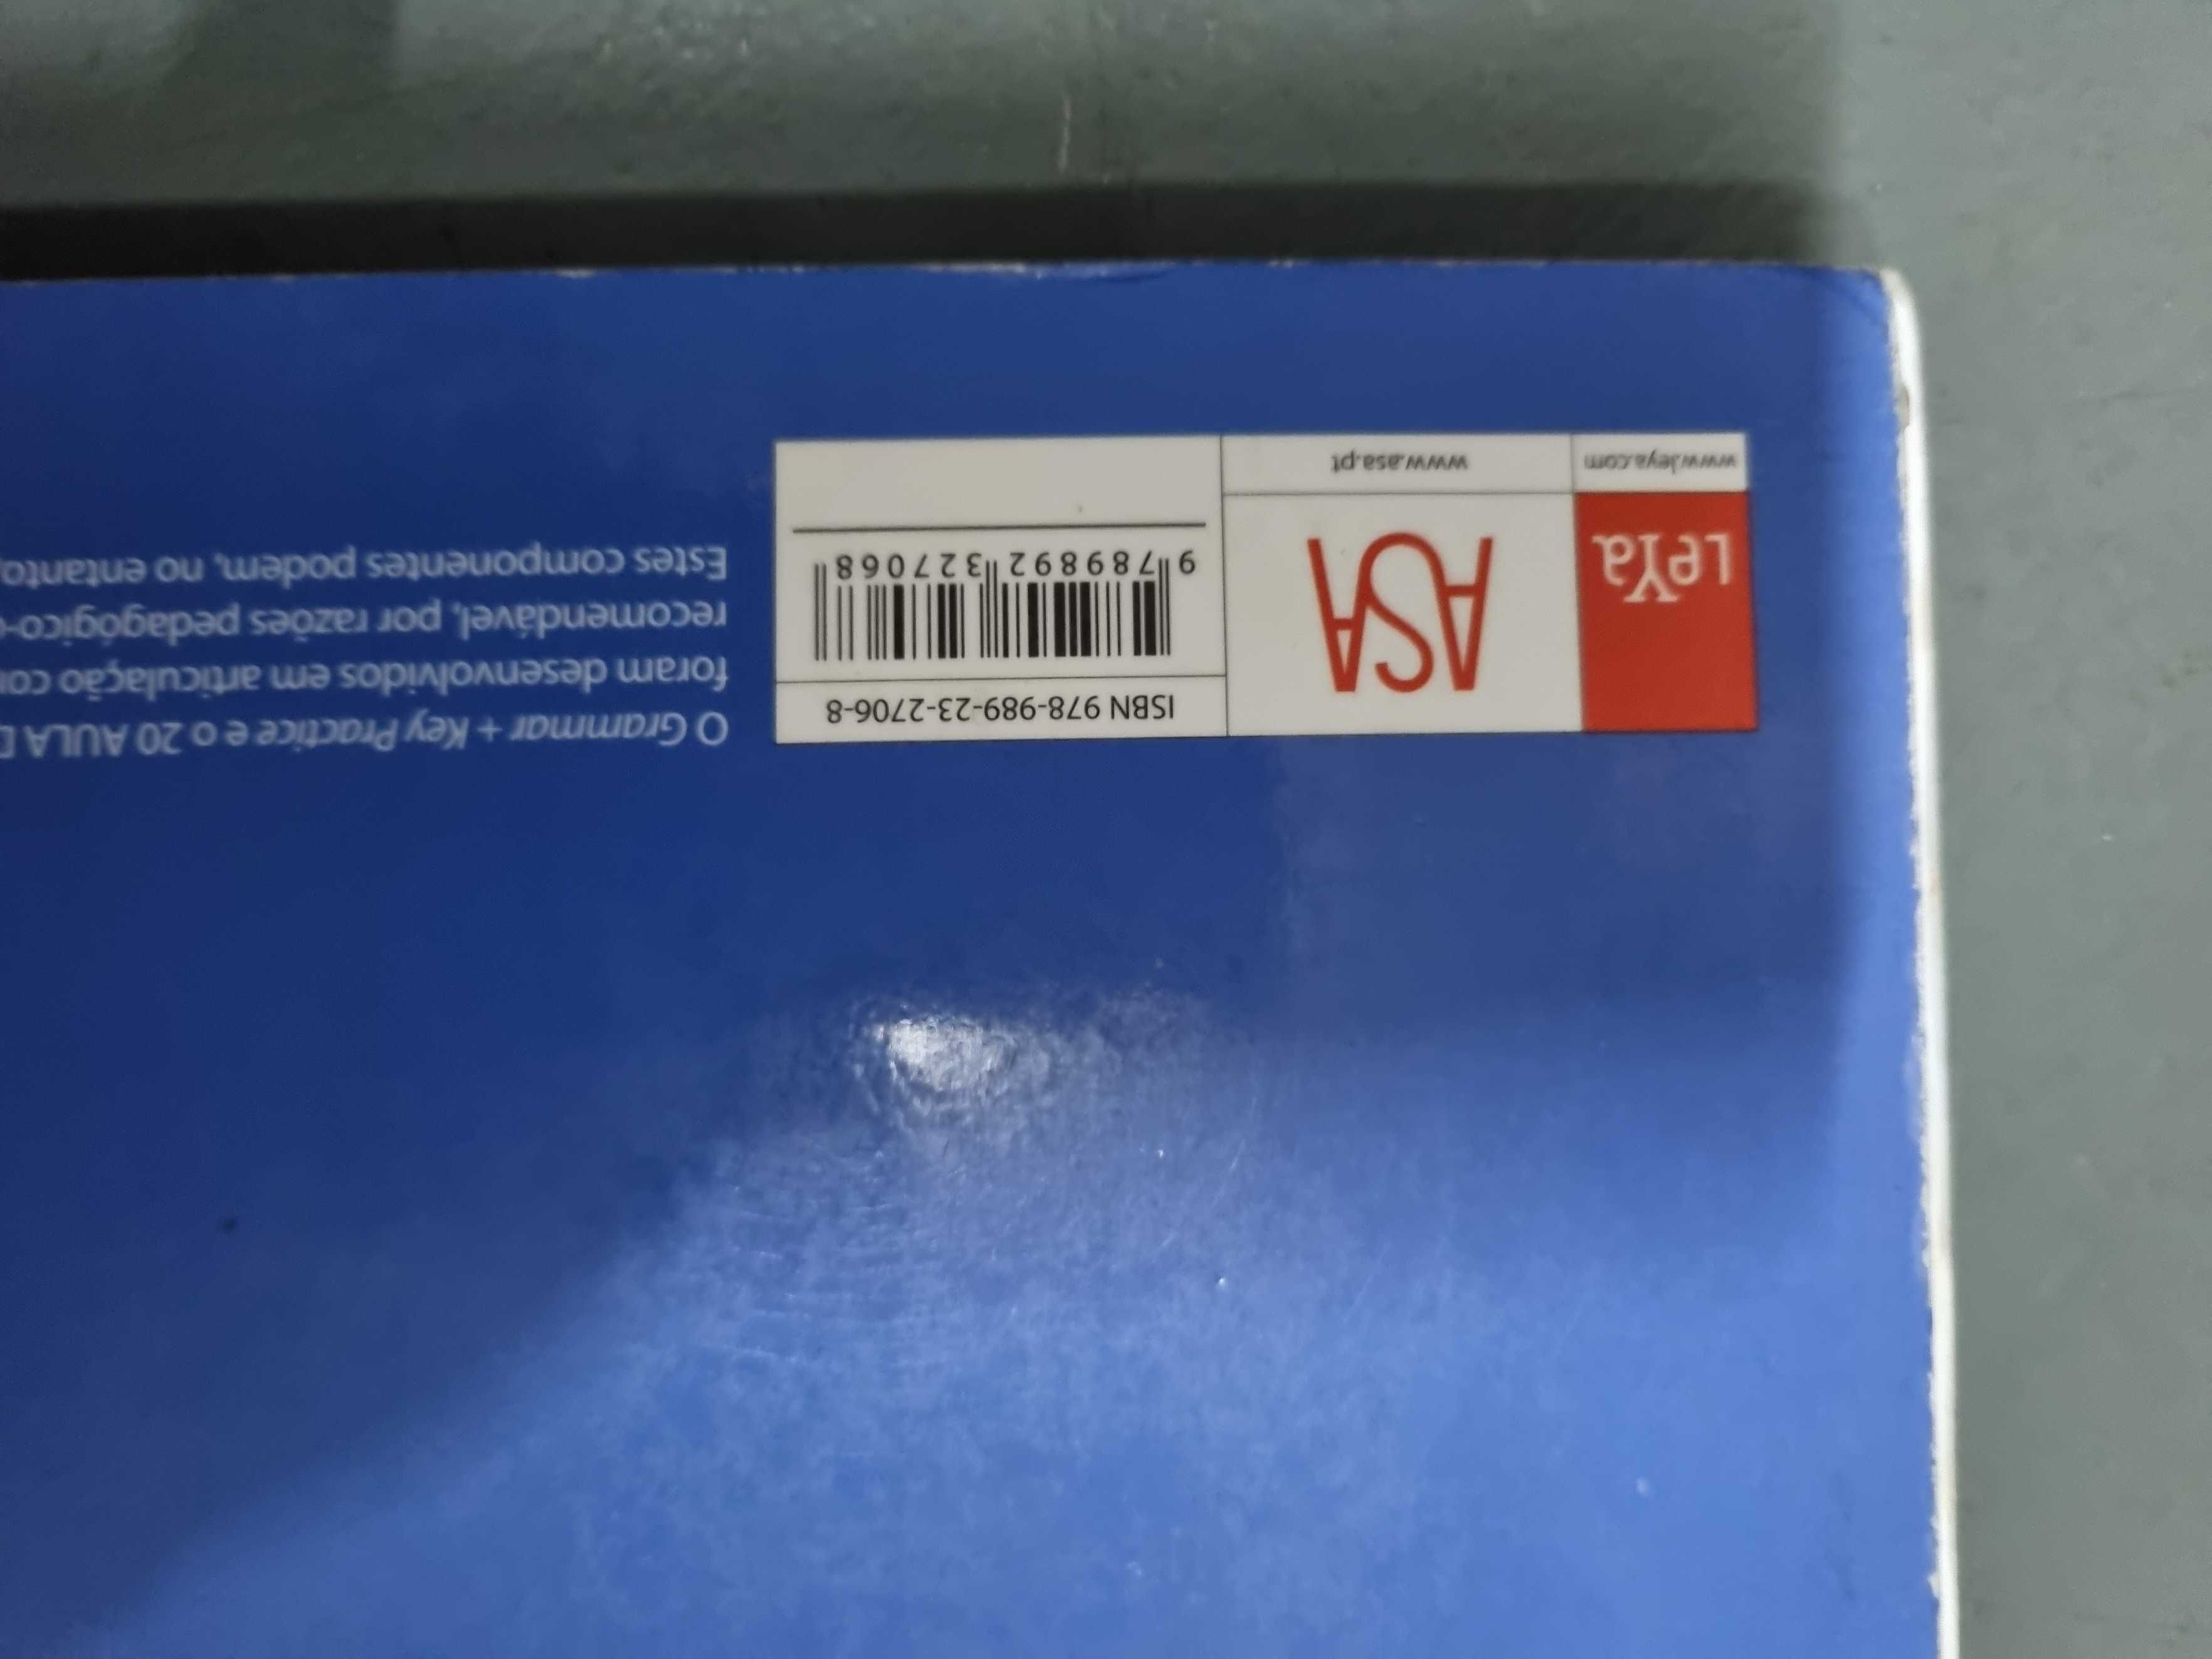 LeYa
www.leya.com
ASA
www.asa.pt
ISBN 978-989-23-2706-8
9 789892 327068
O Grammar + Key Practice e o 20 AULA
foram desenvolvidos em articulação
recomendável, por razões pedagógico-
Estes componentes podem, no entanto,